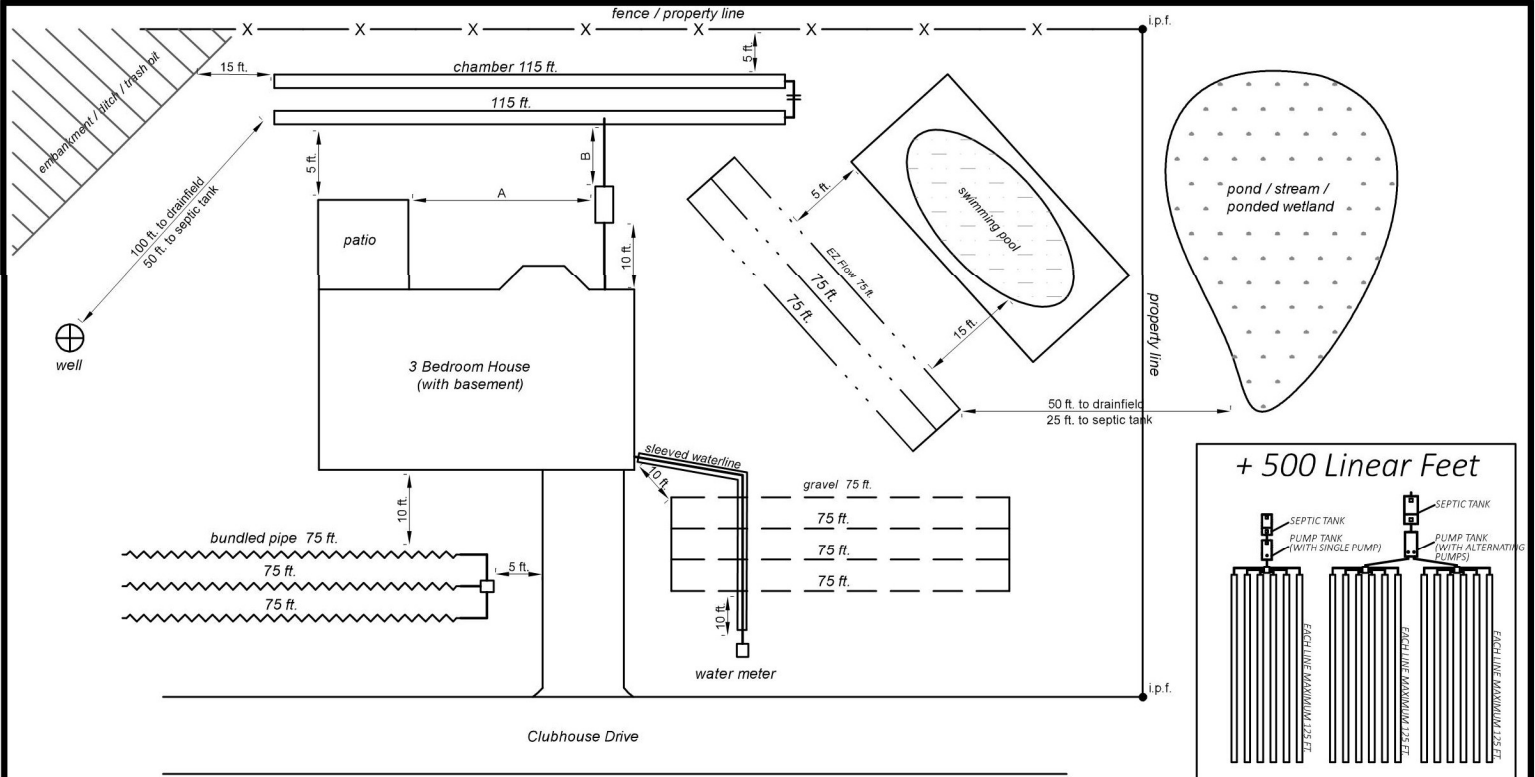 fence / property line
X X X X X X X X
i.p.f.
5 ft.
embankment / ditch / trash pit
15 ft.
chamber 115 ft.
115 ft.
5 ft.
B
A
10 ft.
100 ft. to drainfield
50 ft. to septic tank
patio
well
3 Bedroom House
(with basement)
5 ft.
swimming pool
EZ Flow 75 ft.
75 ft.
75 ft.
15 ft.
property line
pond / stream /
ponded wetland
50 ft. to drainfield
25 ft. to septic tank
sleeved waterline
10 ft.
gravel 75 ft.
75 ft.
75 ft.
75 ft.
10 ft.
water meter
10 ft.
bundled pipe 75 ft.
75 ft.
75 ft.
5 ft.
i.p.f.
Clubhouse Drive
+ 500 Linear Feet
SEPTIC TANK
PUMP TANK
(WITH SINGLE PUMP)
SEPTIC TANK
PUMP TANK
(WITH ALTERNATING
PUMPS)
EACH LINE MAXIMUM 125 FT.
EACH LINE MAXIMUM 125 FT.
EACH LINE MAXIMUM 125 FT.